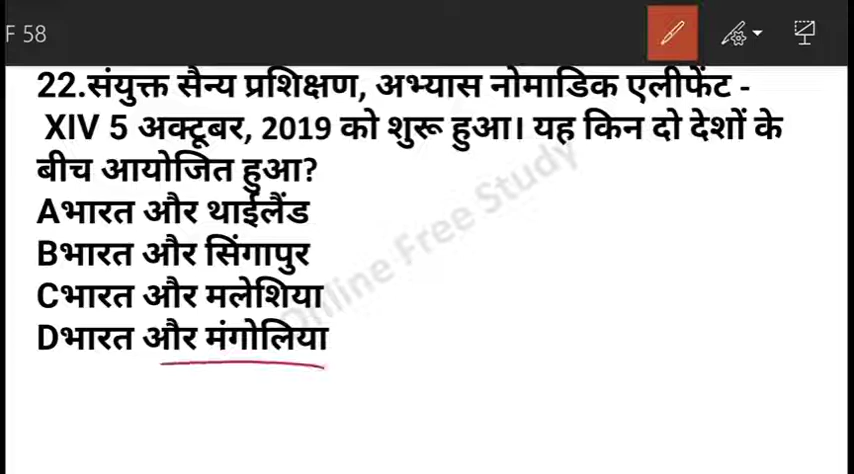 F 58
22.संयुक्त सैन्य प्रशिक्षण, अभ्यास नोमाडिक एलीफेंट -
XIV 5 अक्टूबर, 2019 को शुरू हुआ। यह किन दो देशों के
बीच आयोजित हुआ?
Aभारत और थाईलैंड
Bभारत और सिंगापुर
Cभारत और मलेशिया
Dभारत और मंगोलिया
Online Free Study